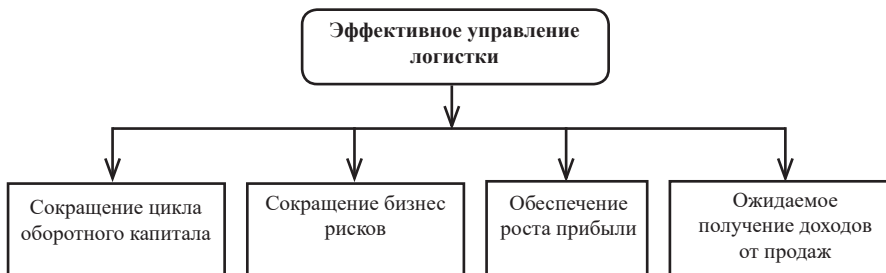 Эффективное управление
логистки
Сокращение цикла
оборотного капитала
Сокращение бизнес
рисков
Обеспечение
роста прибыли
Ожидаемое
получение доходов
от продаж